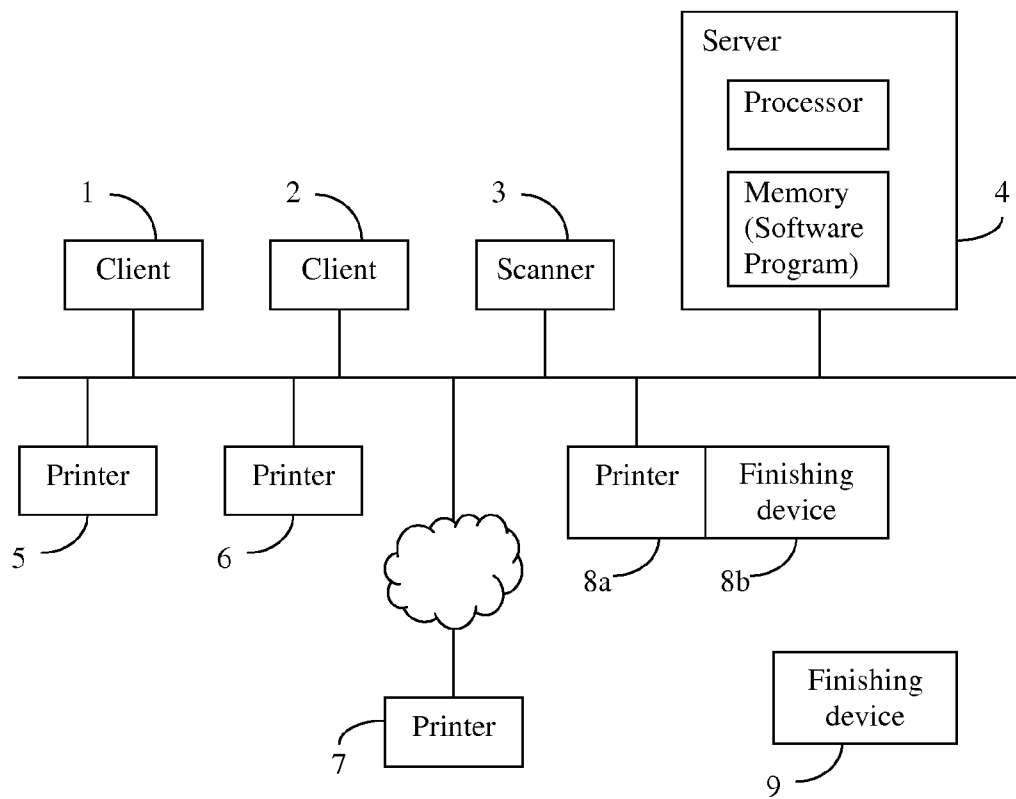 Server
Processor
Memory
(Software
Program)
1
2
3
4
Client
Client
Scanner
Printer
Printer
Printer
Finishing
device
5
6
8a
8b
Printer
7
Finishing
device
9